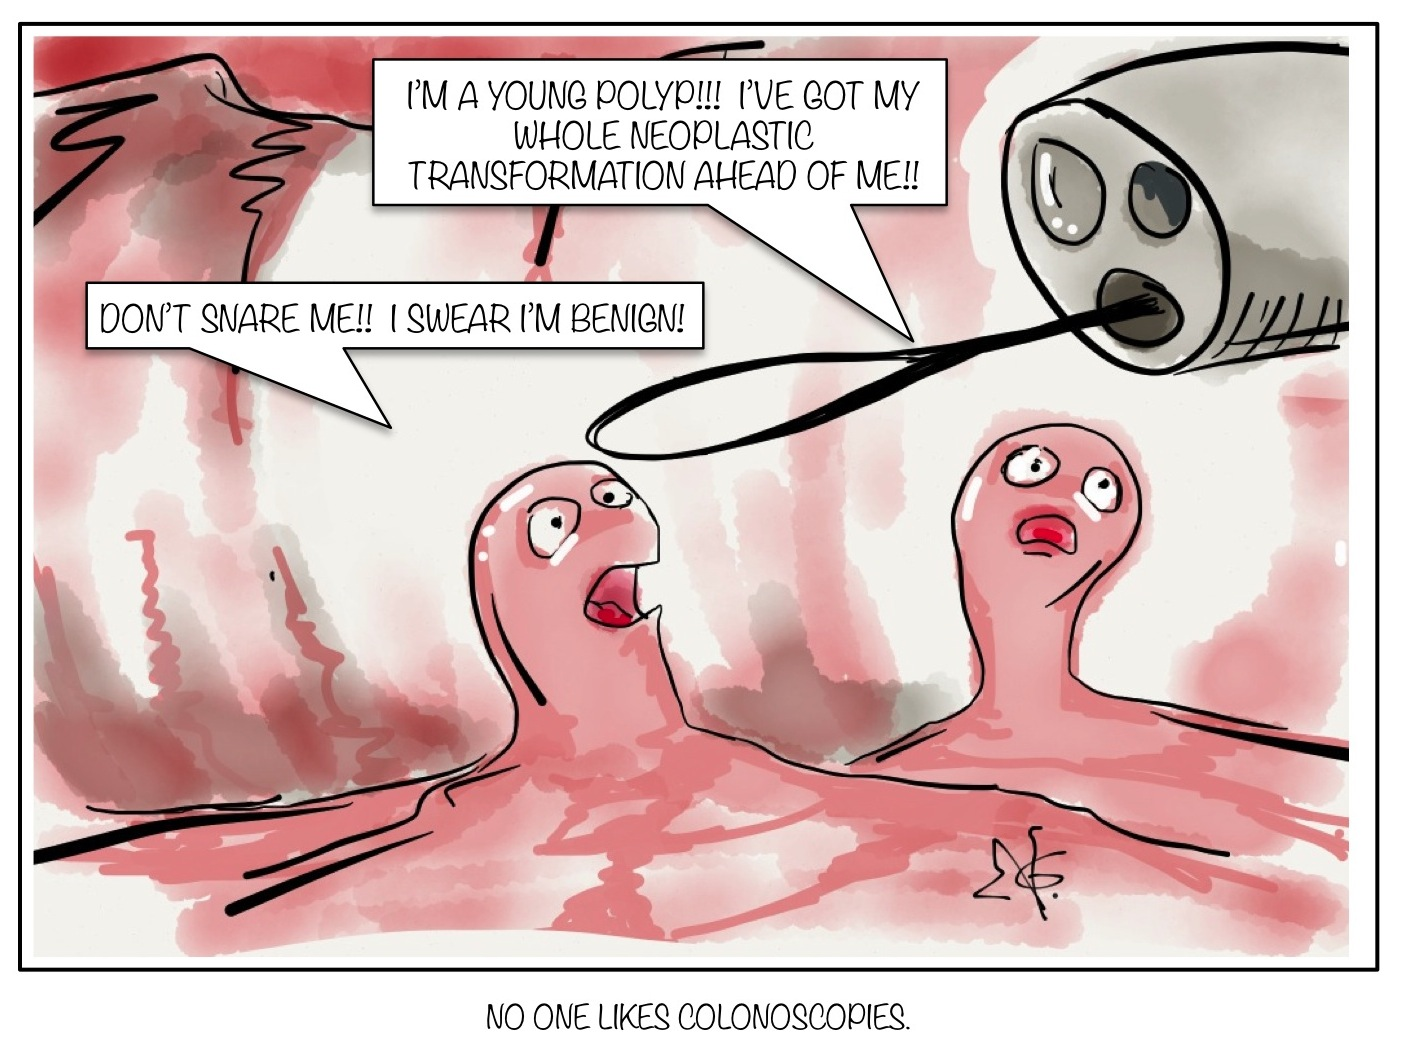 I'M A YOUNG POLYP!!! I'VE GOT MY
WHOLE NEOPLASTIC
TRANSFORMATION AHEAD OF ME!!
DON'T SNARE ME!! I SWEAR I'M BENIGN!
NO ONE LIKES COLONOSCOPIES.